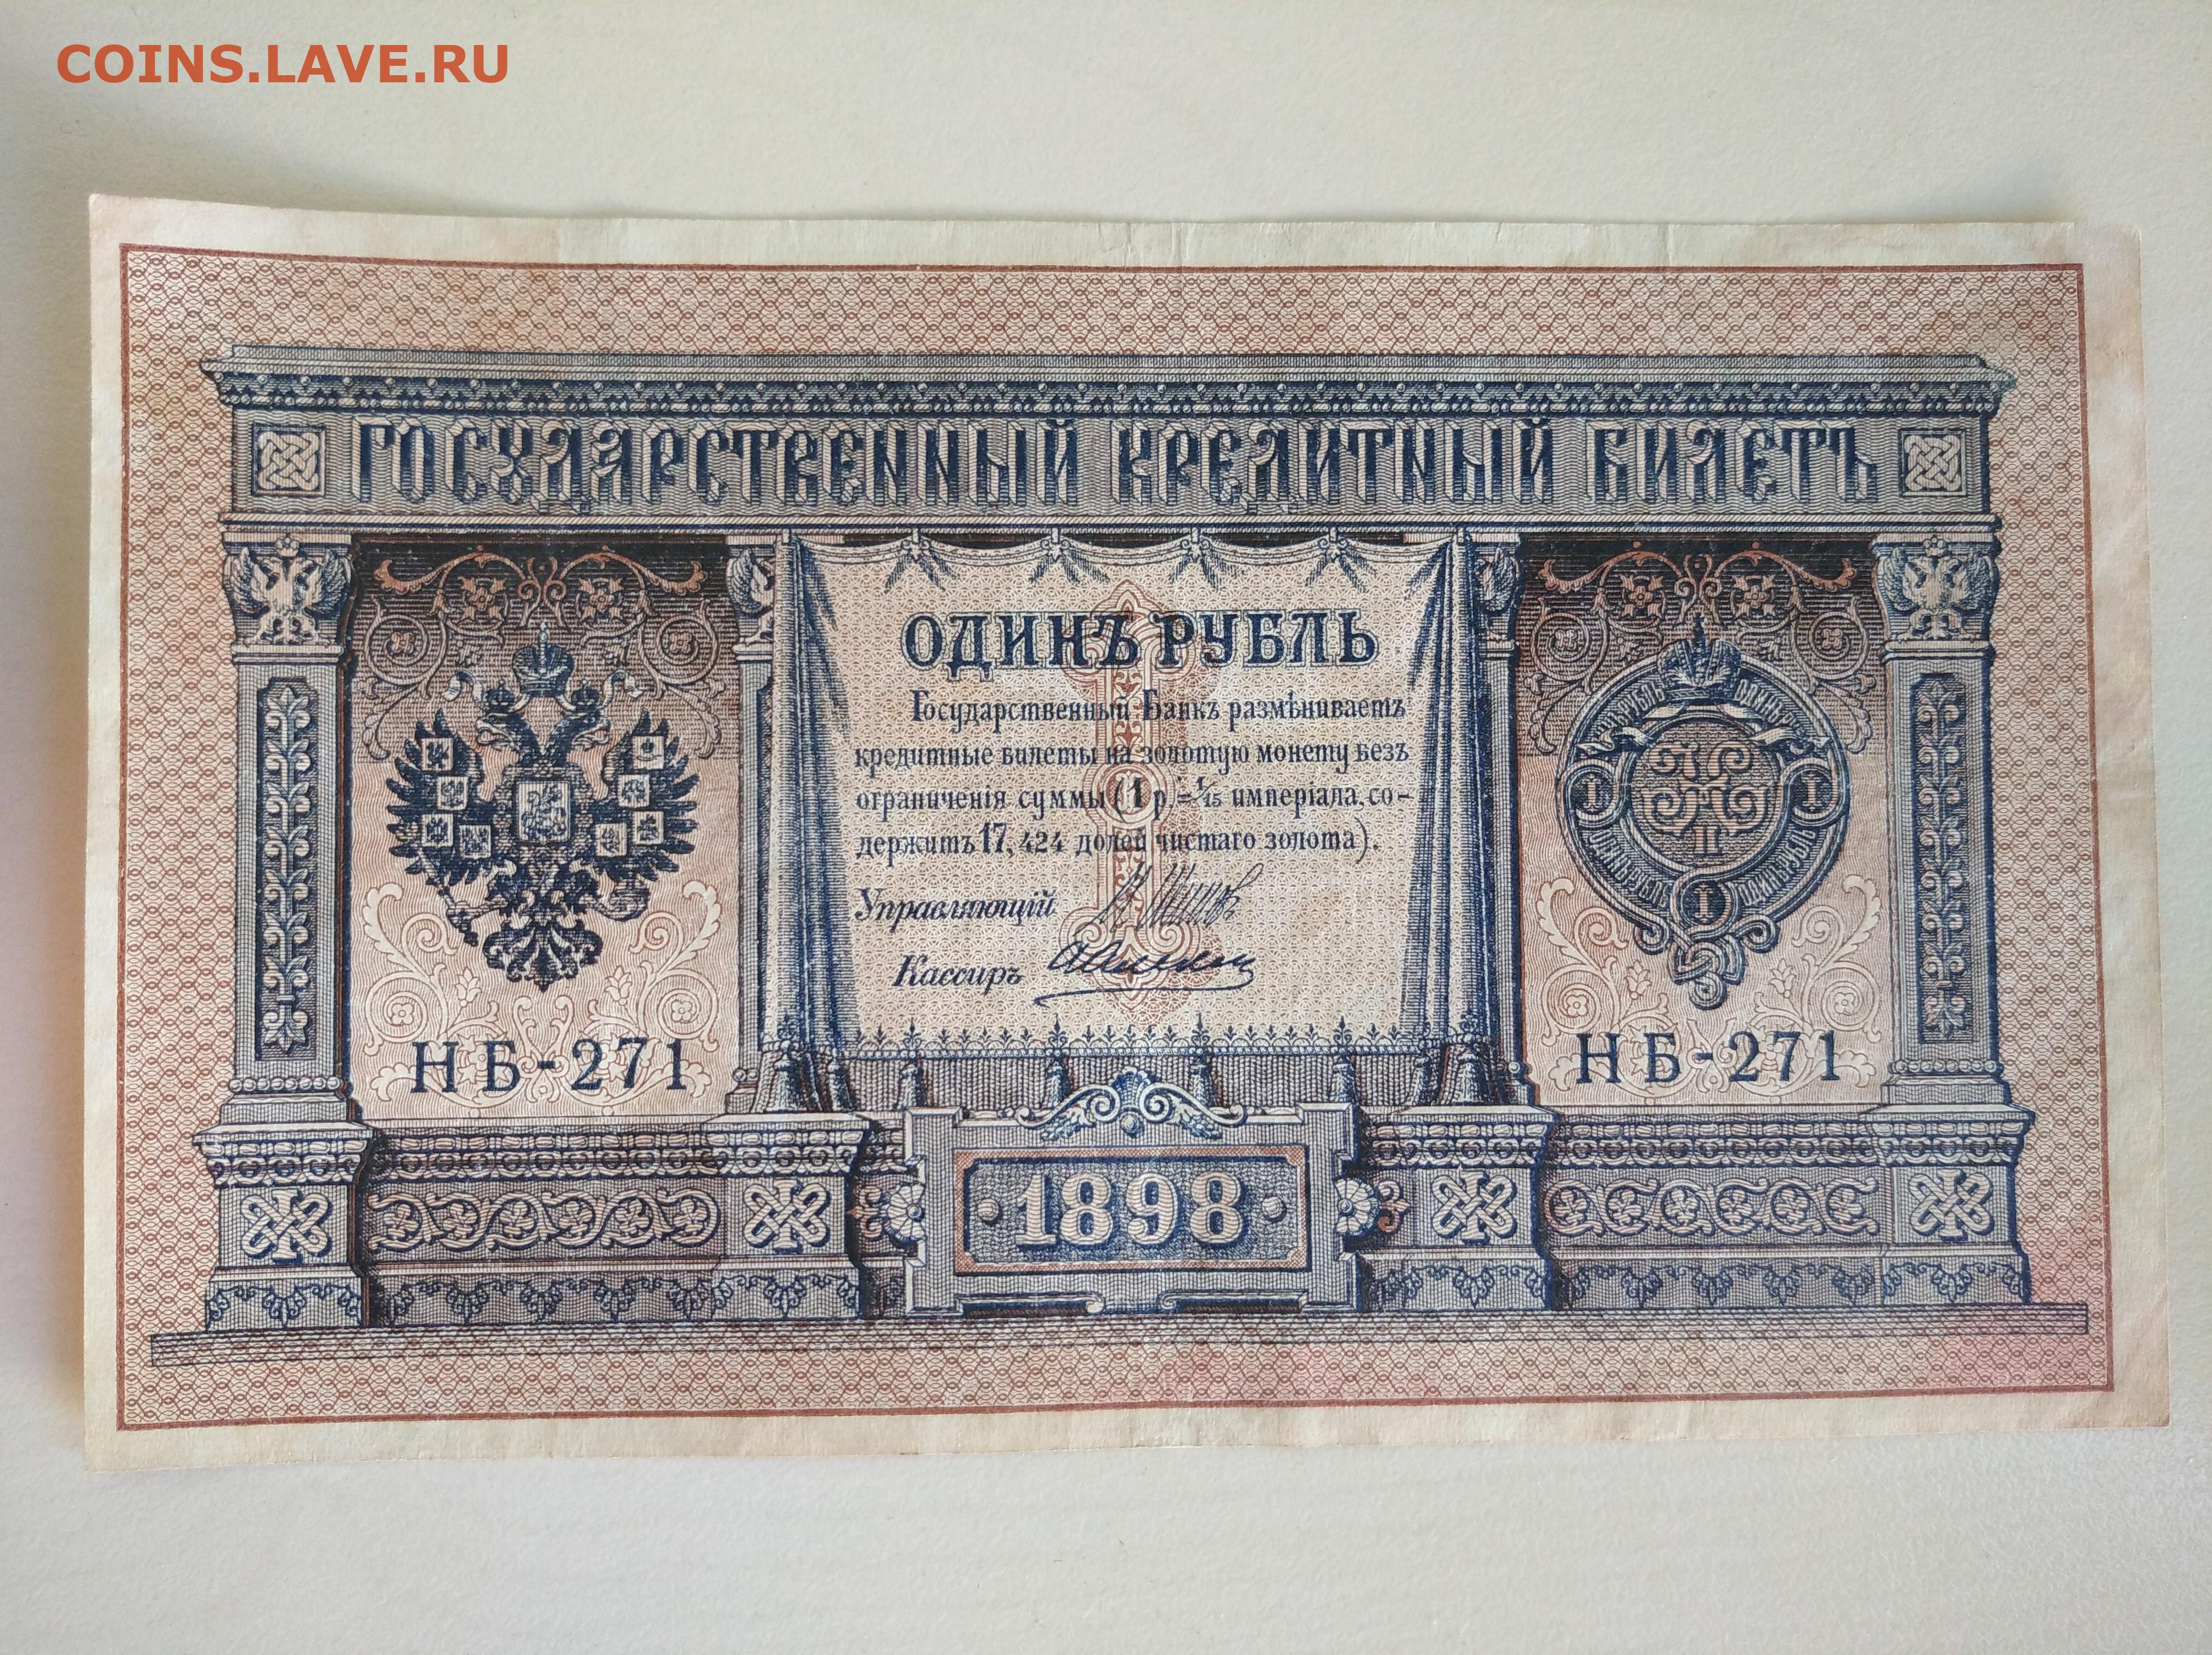 COINS.LAVE.RU
ГОСУДАРСТВЕННЫЙ КРЕДИТНЫЙ БИЛЕТЪ
ОДИНЪ РУБЛЬ
Государственный Банкъ размѣниваетъ
кредитные билеты на золотую монету безъ
ограниченія суммы (1 р.=1/15 имперіала, со-
держитъ 17,424 долей чистаго золота).
Управляющій
Кассиръ
НБ-271
НБ-271
1898
I
I
I
II